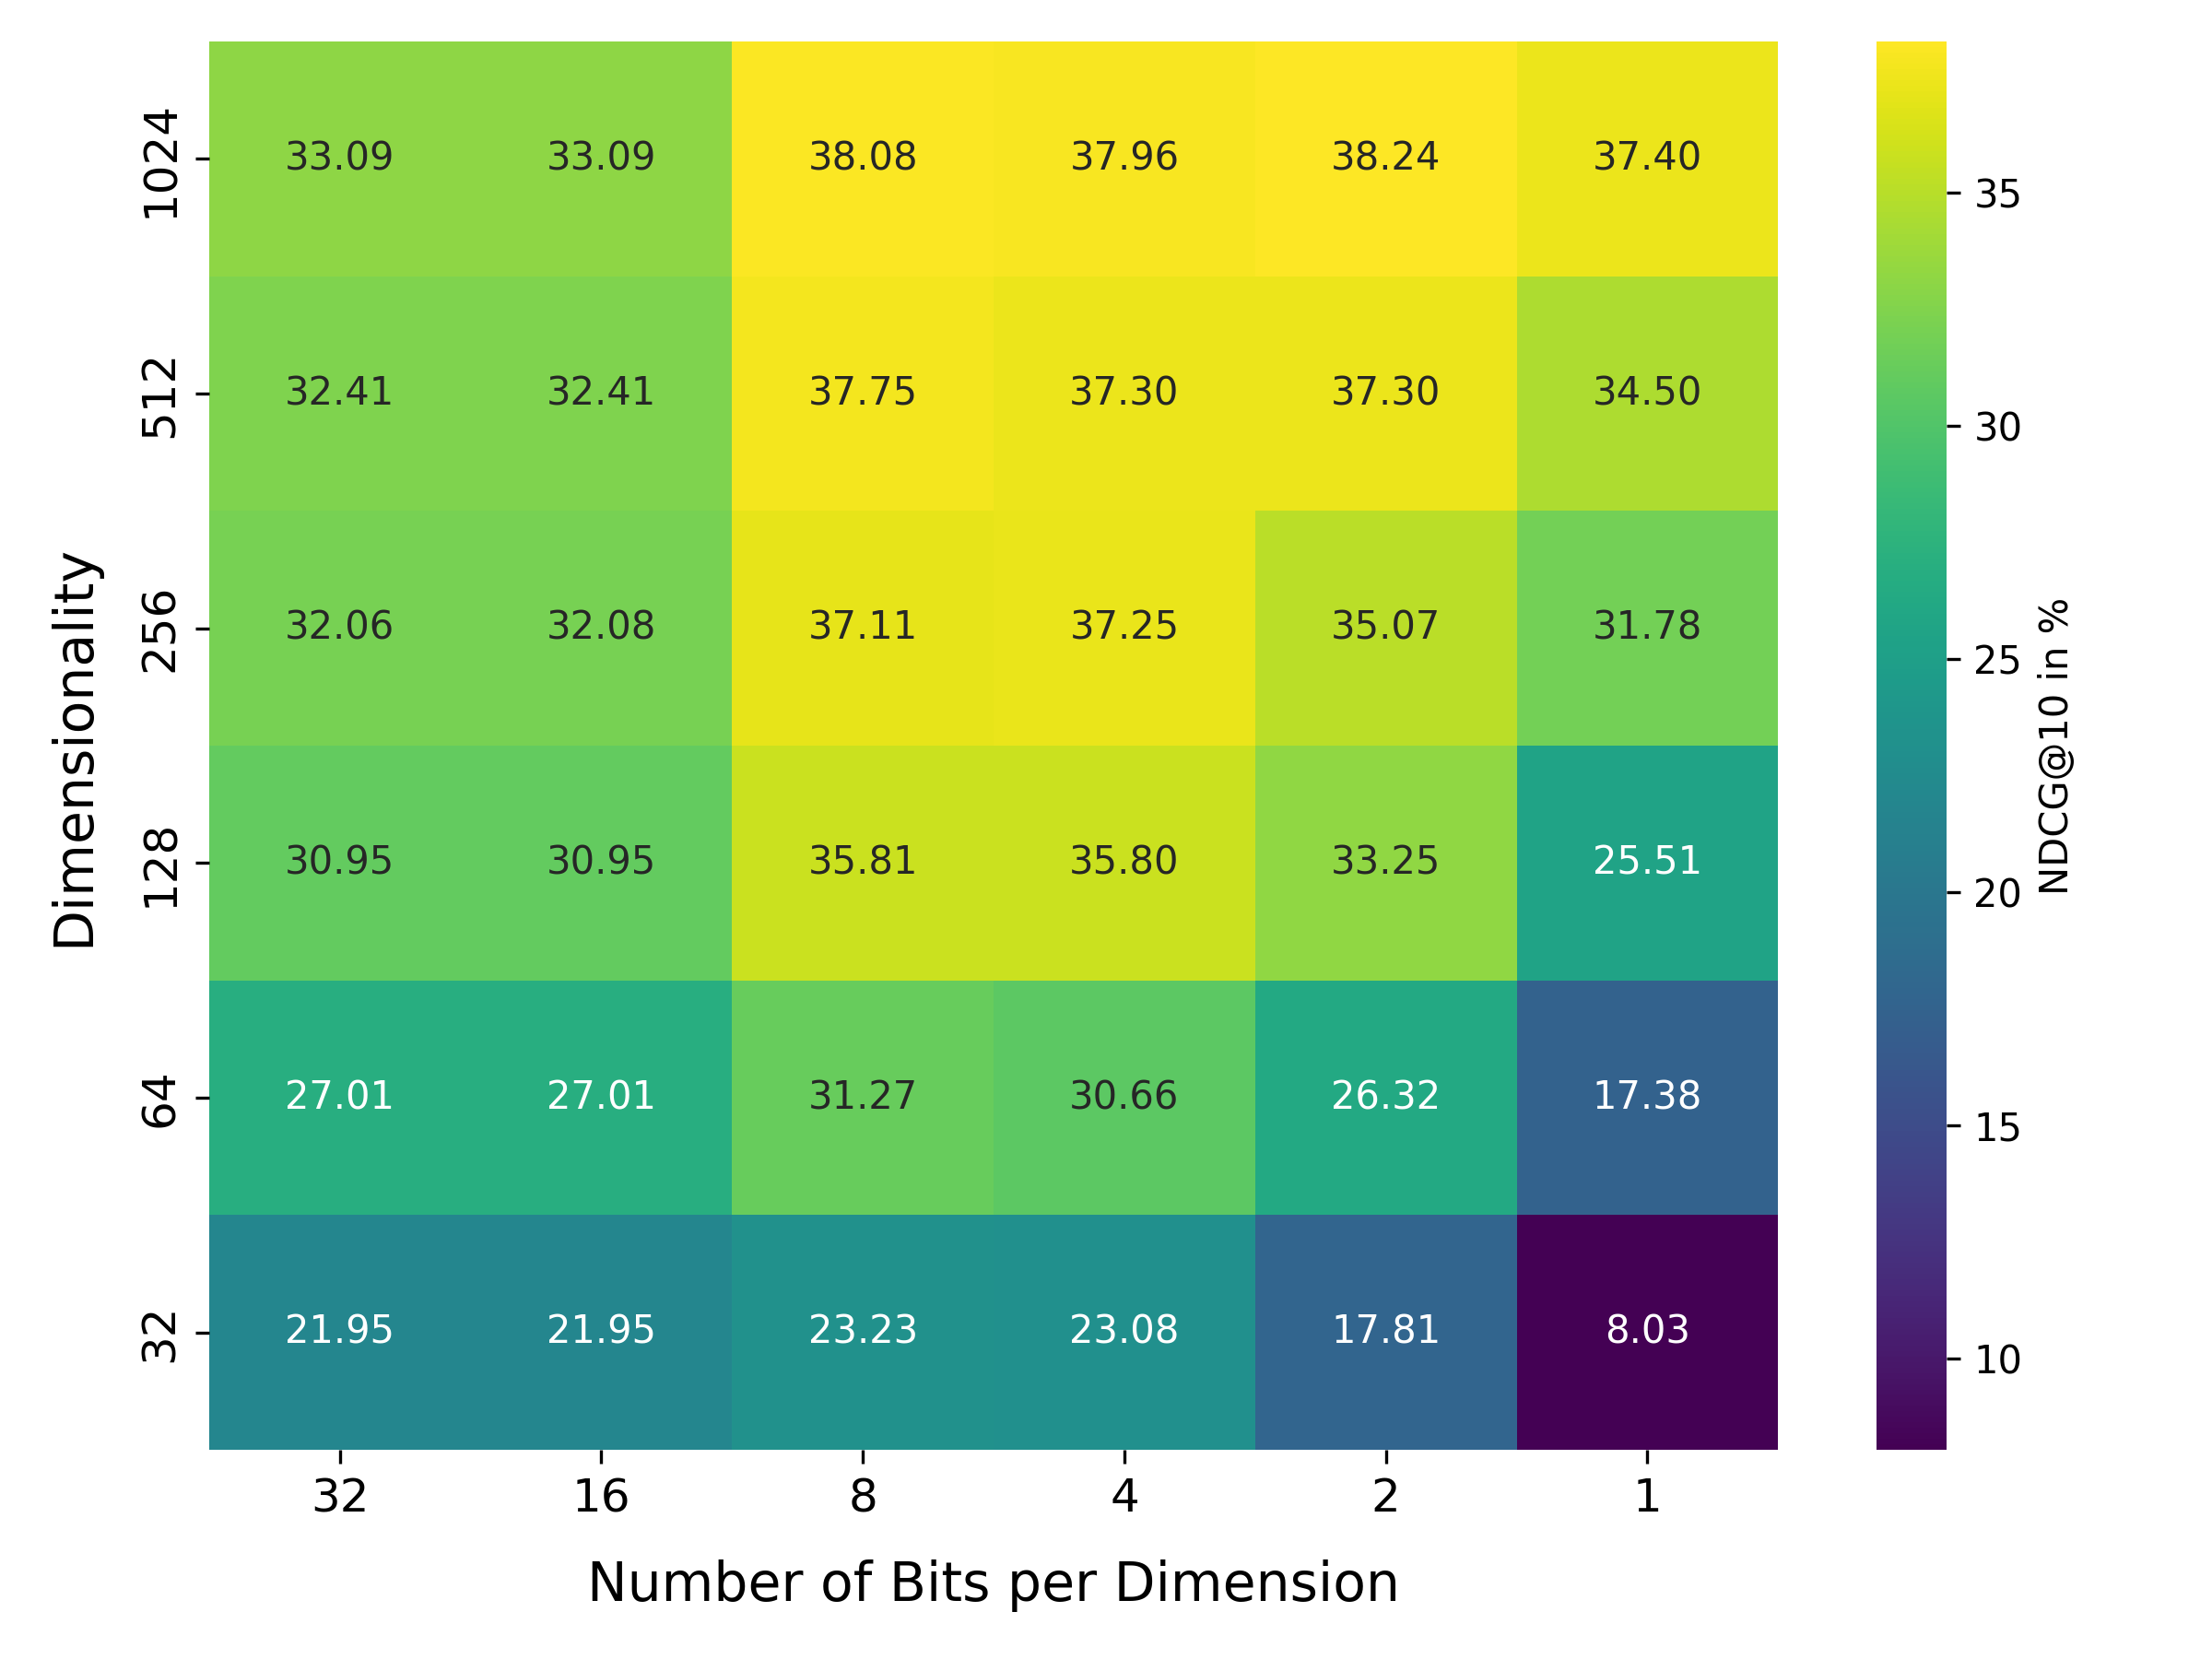 1024 33.09 33.09 38.08 37.96 38.24 37.40
512 32.41 32.41 37.75 37.30 37.30 34.50
256 32.06 32.08 37.11 37.25 35.07 31.78
128 30.95 30.95 35.81 35.80 33.25 25.51
64 27.01 27.01 31.27 30.66 26.32 17.38
32 21.95 21.95 23.23 23.08 17.81 8.03
32 16 8 4 2 1
Number of Bits per Dimension
Dimensionality
35
30
25
20
15
10
NDCG@10 in %